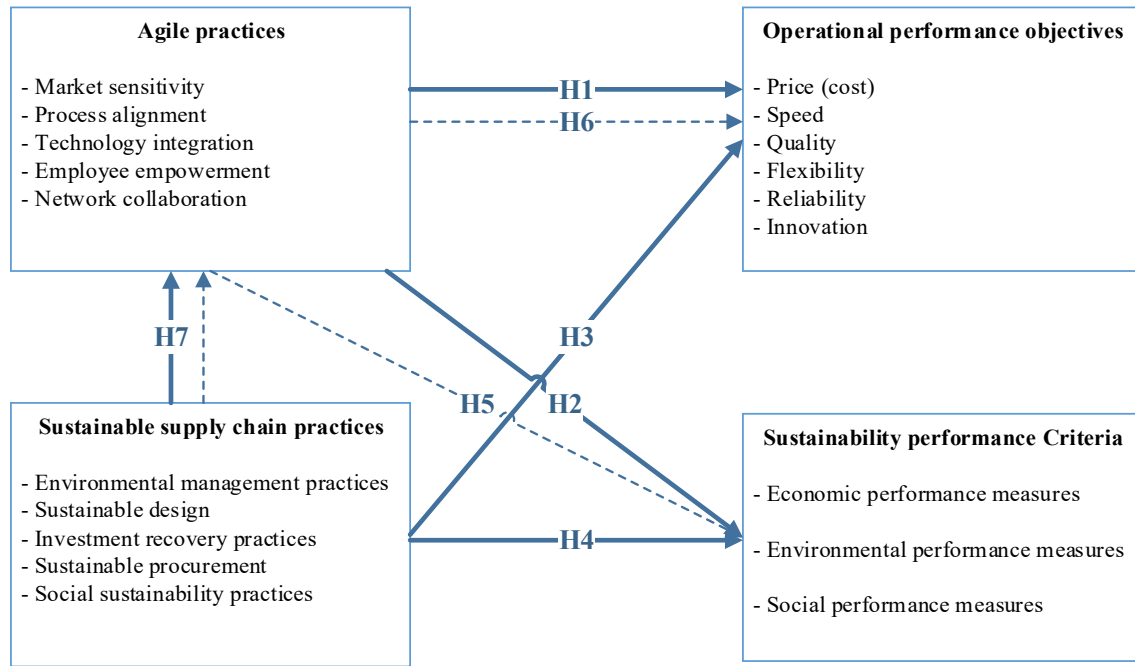 Agile practices
- Market sensitivity
- Process alignment
- Technology integration
- Employee empowerment
- Network collaboration
H1
H6
Operational performance objectives
- Price (cost)
- Speed
- Quality
- Flexibility
- Reliability
- Innovation
H7
H3
H5
H2
Sustainable supply chain practices
- Environmental management practices
- Sustainable design
- Investment recovery practices
- Sustainable procurement
- Social sustainability practices
H4
Sustainability performance Criteria
- Economic performance measures
- Environmental performance measures
- Social performance measures